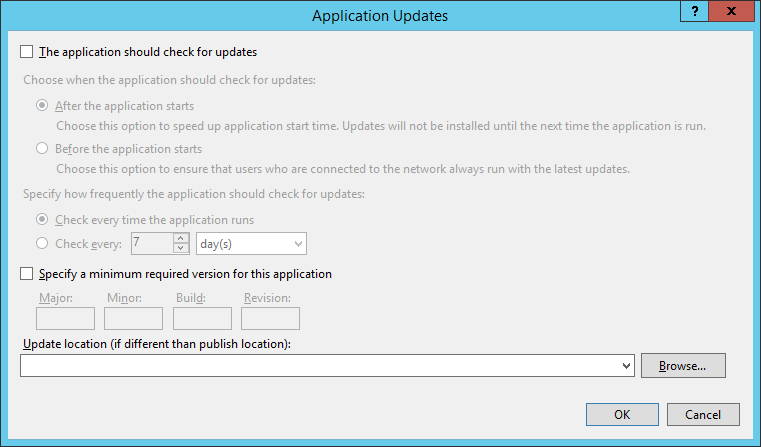 Application Updates
?
x
The application should check for updates
Choose when the application should check for updates:
After the application starts
Choose this option to speed up application start time. Updates will not be installed until the next time the application is run.
Before the application starts
Choose this option to ensure that users who are connected to the network always run with the latest updates.
Specify how frequently the application should check for updates:
Check every time the application runs
Check every: 7 day(s)
Specify a minimum required version for this application
Major: Minor: Build: Revision:
Update location (if different than publish location):
Browse...
OK Cancel